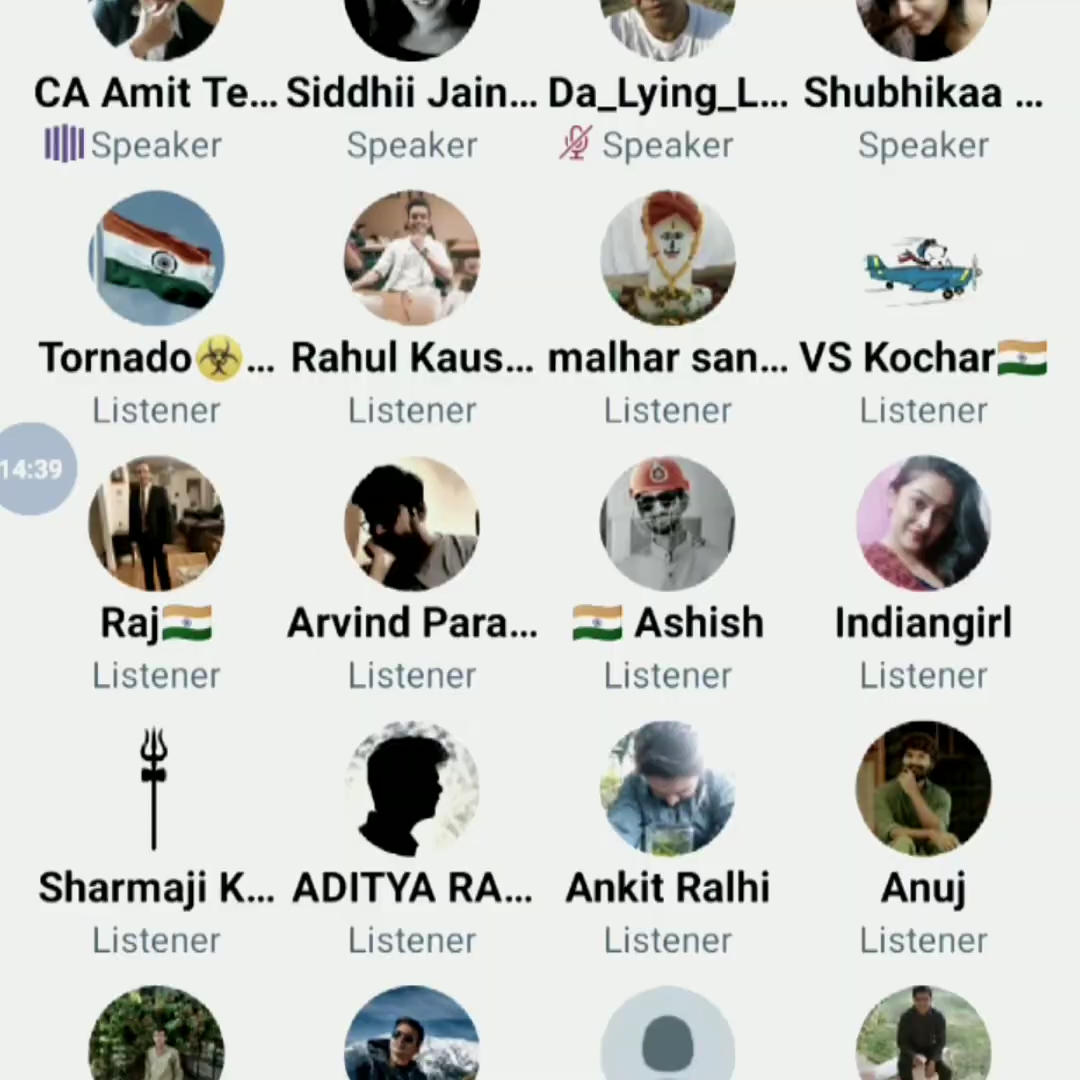 CA Amit Te... Siddhii Jain... Da_Lying_L... Shubhikaa ...
Speaker Speaker Speaker Speaker
Tornado☣️... Rahul Kaus... malhar san... VS Kochar🇮🇳
Listener Listener Listener Listener
14:39
Raj🇮🇳 Arvind Para... 🇮🇳 Ashish Indiangirl
Listener Listener Listener Listener
Sharmaji K... ADITYA RA... Ankit Ralhi Anuj
Listener Listener Listener Listener